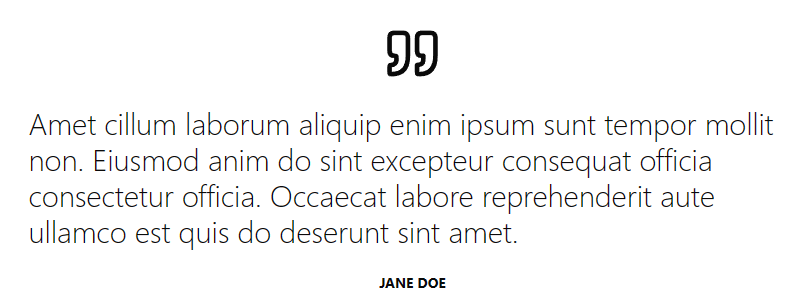 Amet cillum laborum aliquip enim ipsum sunt tempor mollit
non. Eiusmod anim do sint excepteur consequat officia
consectetur officia. Occaecat labore reprehenderit aute
ullamco est quis do deserunt sint amet.
JANE DOE